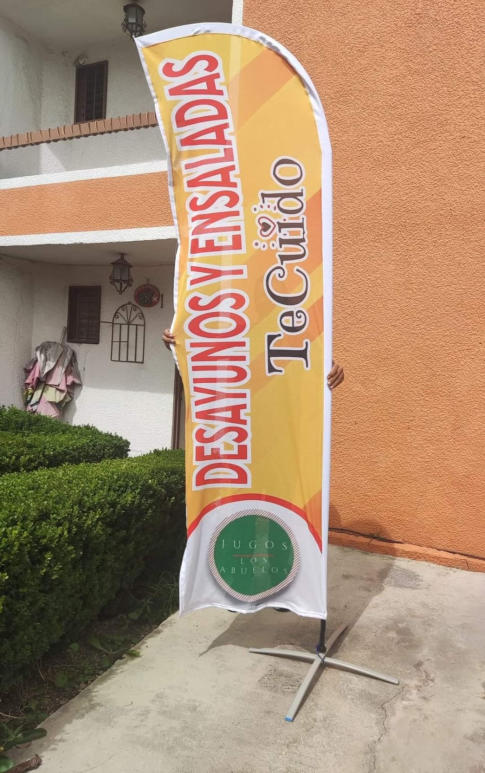 DESAYUNOS Y ENSALADAS
TeCuido
JUGOS
LOS
ABUELOS